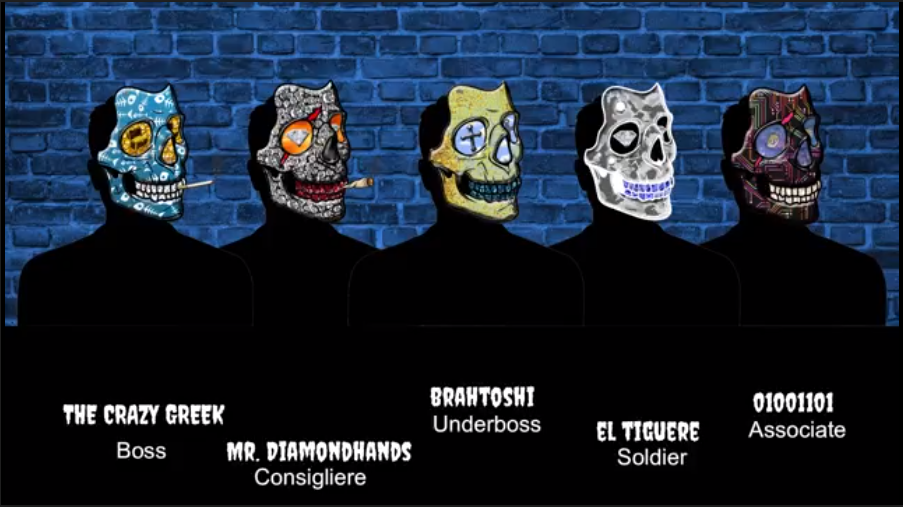 THE CRAZY GREEK
Boss
MR. DIAMONDHANDS
Consigliere
BRAHTOSHI
Underboss
EL TIGUERE
Soldier
01001101
Associate